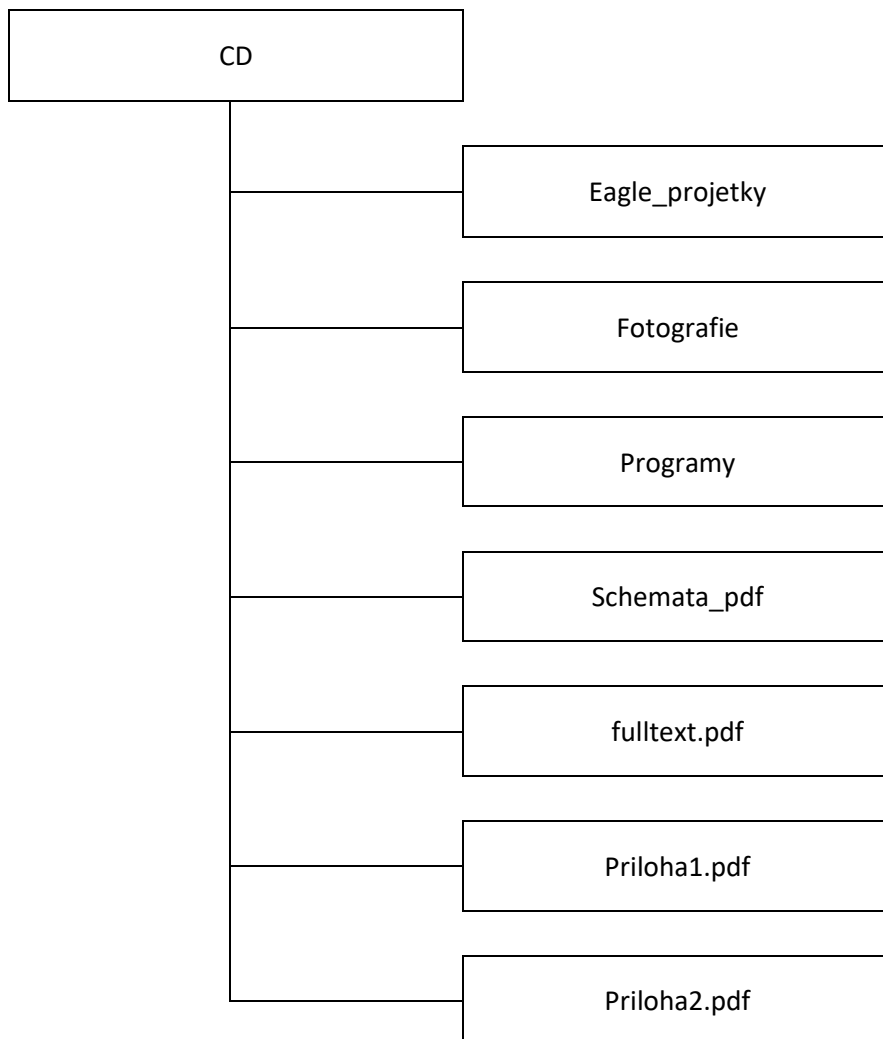 CD
Eagle_projetky
Fotografie
Programy
Schemata_pdf
fulltext.pdf
Priloha1.pdf
Priloha2.pdf